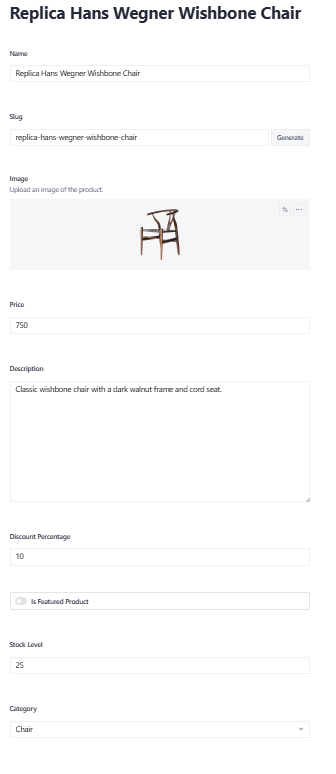 Replica Hans Wegner Wishbone Chair
Name
Replica Hans Wegner Wishbone Chair
Slug
replica-hans-wegner-wishbone-chair
Generate
Image
Upload an image of the product.
Price
750
Description
Classic wishbone chair with a dark walnut frame and cord seat.
Discount Percentage
10
Is Featured Product
Stock Level
25
Category
Chair